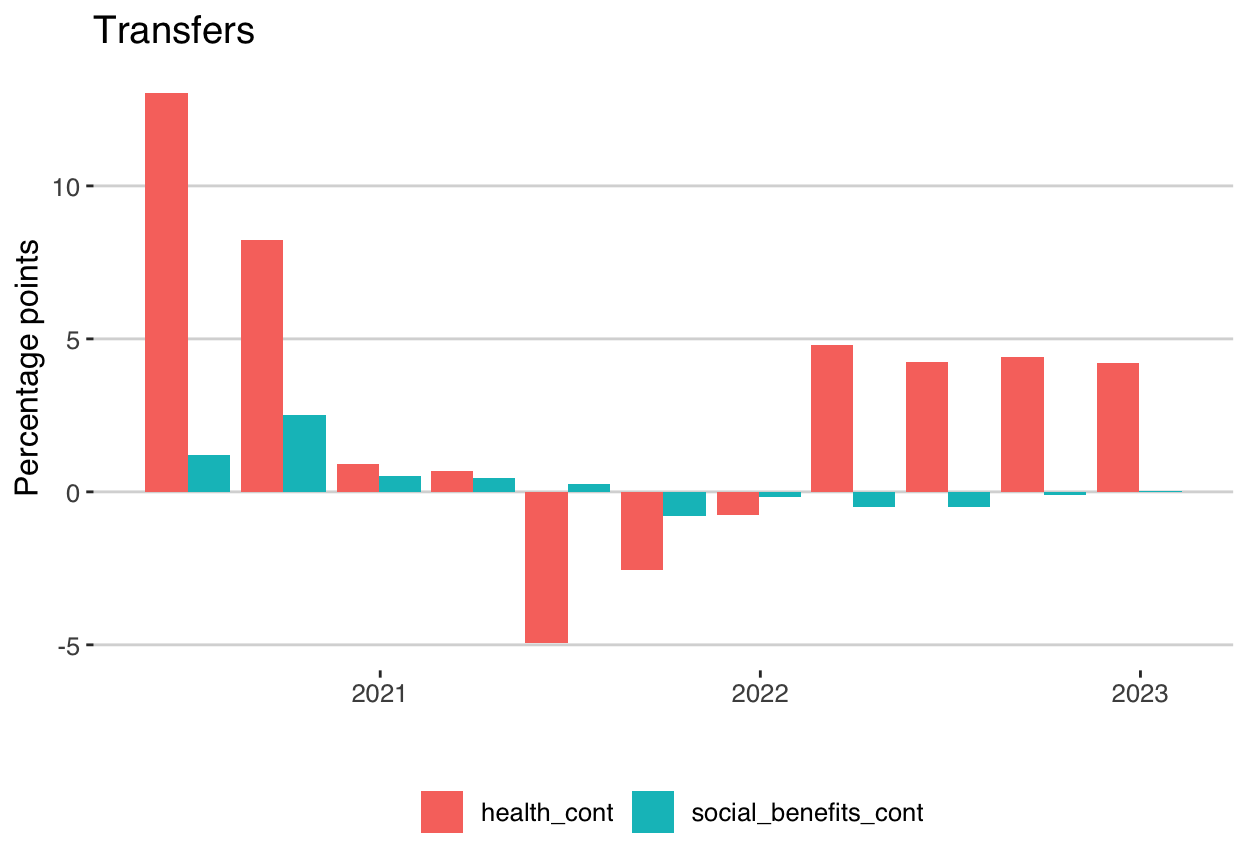 Transfers
Percentage points
10
5
0
-5
2021 2022 2023
health_cont social_benefits_cont